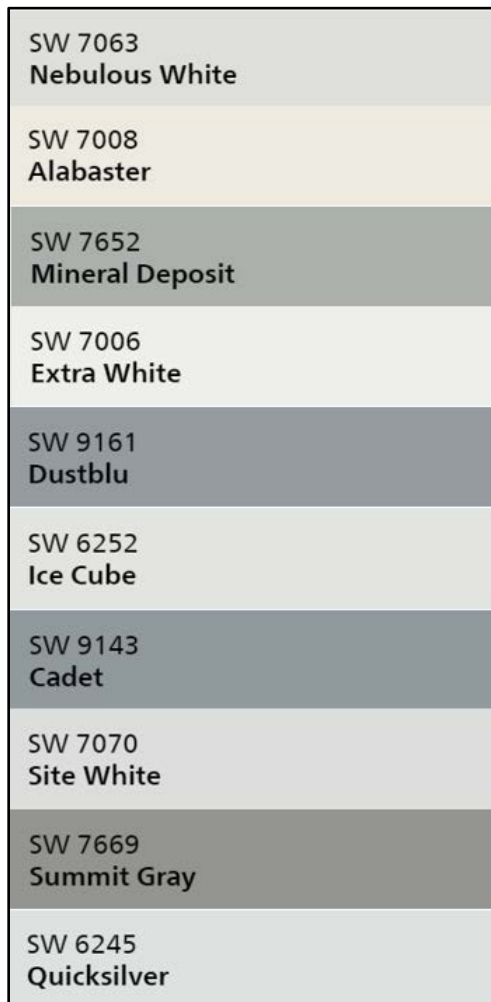 SW 7063
Nebulous White
SW 7008
Alabaster
SW 7652
Mineral Deposit
SW 7006
Extra White
SW 9161
Dustblu
SW 6252
Ice Cube
SW 9143
Cadet
SW 7070
Site White
SW 7669
Summit Gray
SW 6245
Quicksilver